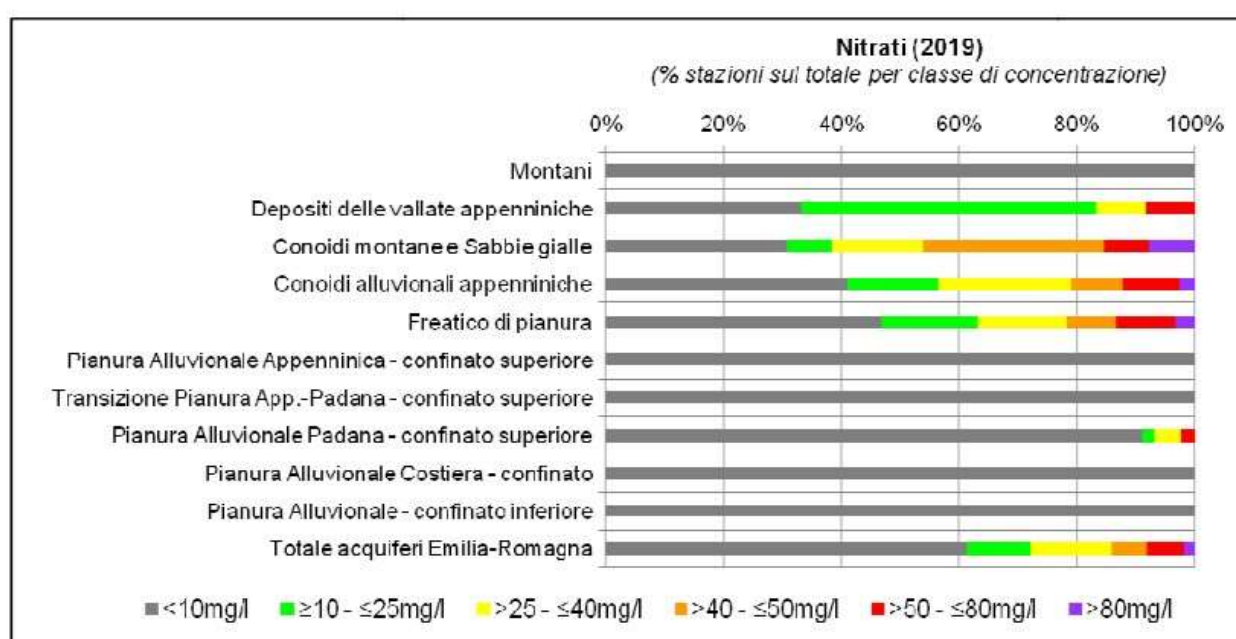 Nitrati (2019)
(% stazioni sul totale per classe di concentrazione)
0% 20% 40% 60% 80% 100%
Montani
Depositi delle vallate appenniniche
Conoidi montane e Sabbie gialle
Conoidi alluvionali appenniniche
Freatico di pianura
Pianura Alluvionale Appenninica - confinato superiore
Transizione Pianura App.-Padana - confinato superiore
Pianura Alluvionale Padana - confinato superiore
Pianura Alluvionale Costiera - confinato
Pianura Alluvionale - confinato inferiore
Totale acquiferi Emilia-Romagna
<10mg/l ≥10 - ≤25mg/l >25 - ≤40mg/l >40 - ≤50mg/l >50 - ≤80mg/l >80mg/l